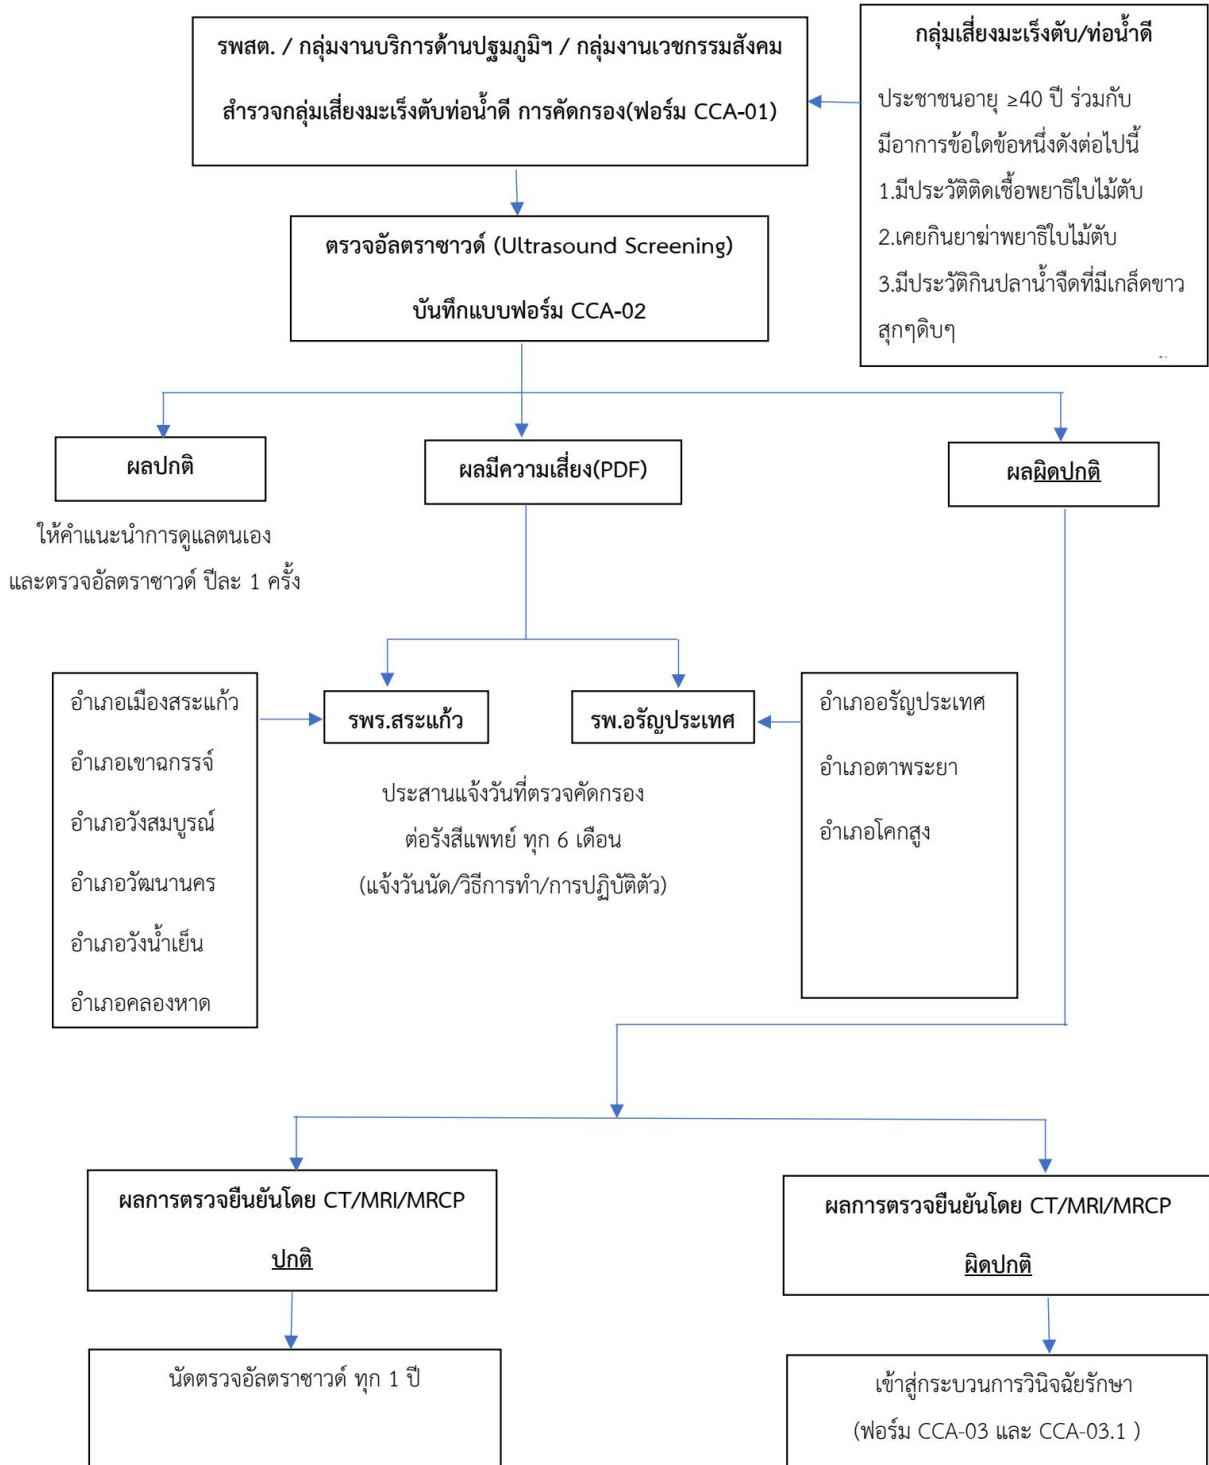 รพสต. / กลุ่มงานบริการด้านปฐมภูมิฯ / กลุ่มงานเวชกรรมสังคม
สำรวจกลุ่มเสี่ยงมะเร็งตับท่อน้ำดี การคัดกรอง(ฟอร์ม CCA-01)
กลุ่มเสี่ยงมะเร็งตับ/ท่อน้ำดี
ประชาชนอายุ ≥40 ปี ร่วมกับ
มีอาการข้อใดข้อหนึ่งดังต่อไปนี้
1.มีประวัติติดเชื้อพยาธิใบไม้ตับ
2.เคยกินยาฆ่าพยาธิใบไม้ตับ
3.มีประวัติกินปลาน้ำจืดที่มีเกล็ดขาว
สุกๆดิบๆ
ตรวจอัลตราซาวด์ (Ultrasound Screening)
บันทึกแบบฟอร์ม CCA-02
ผลปกติ
ให้คำแนะนำการดูแลตนเอง
และตรวจอัลตราซาวด์ ปีละ 1 ครั้ง
ผลมีความเสี่ยง(PDF)
ผลผิดปกติ
อำเภอเมืองสระแก้ว
อำเภอเขาฉกรรจ์
อำเภอวังสมบูรณ์
อำเภอวัฒนานคร
อำเภอวังน้ำเย็น
อำเภอคลองหาด
รพร.สระแก้ว
รพ.อรัญประเทศ
ประสานแจ้งวันที่ตรวจคัดกรอง
ต่อรังสีแพทย์ ทุก 6 เดือน
(แจ้งวันนัด/วิธีการทำ/การปฏิบัติตัว)
อำเภออรัญประเทศ
อำเภอตาพระยา
อำเภอโคกสูง
ผลการตรวจยืนยันโดย CT/MRI/MRCP
ปกติ
ผลการตรวจยืนยันโดย CT/MRI/MRCP
ผิดปกติ
นัดตรวจอัลตราซาวด์ ทุก 1 ปี
เข้าสู่กระบวนการวินิจฉัยรักษา
(ฟอร์ม CCA-03 และ CCA-03.1 )